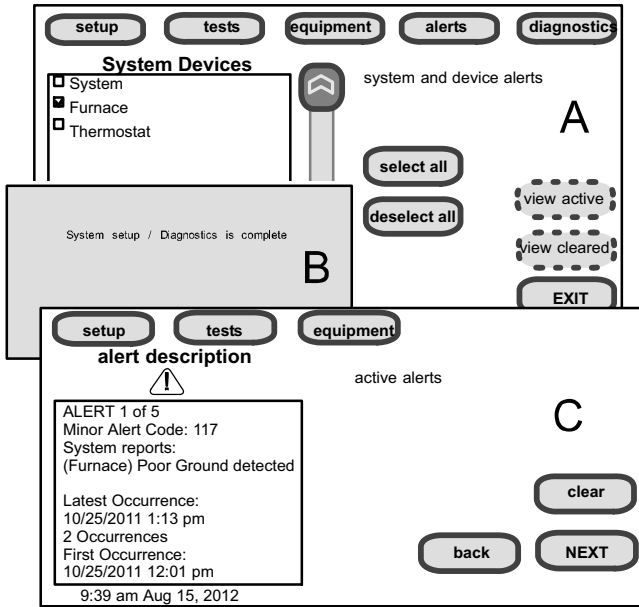 setup tests equipment alerts diagnostics
System Devices
System
Furnace
Thermostat
system and device alerts
A
select all
deselect all
view active
view cleared
EXIT
System setup / Diagnostics is complete
B
setup tests equipment
alert description
active alerts
C
ALERT 1 of 5
Minor Alert Code: 117
System reports:
(Furnace) Poor Ground detected
Latest Occurrence:
10/25/2011 1:13 pm
2 Occurrences
First Occurrence:
10/25/2011 12:01 pm
clear
back NEXT
9:39 am Aug 15, 2012